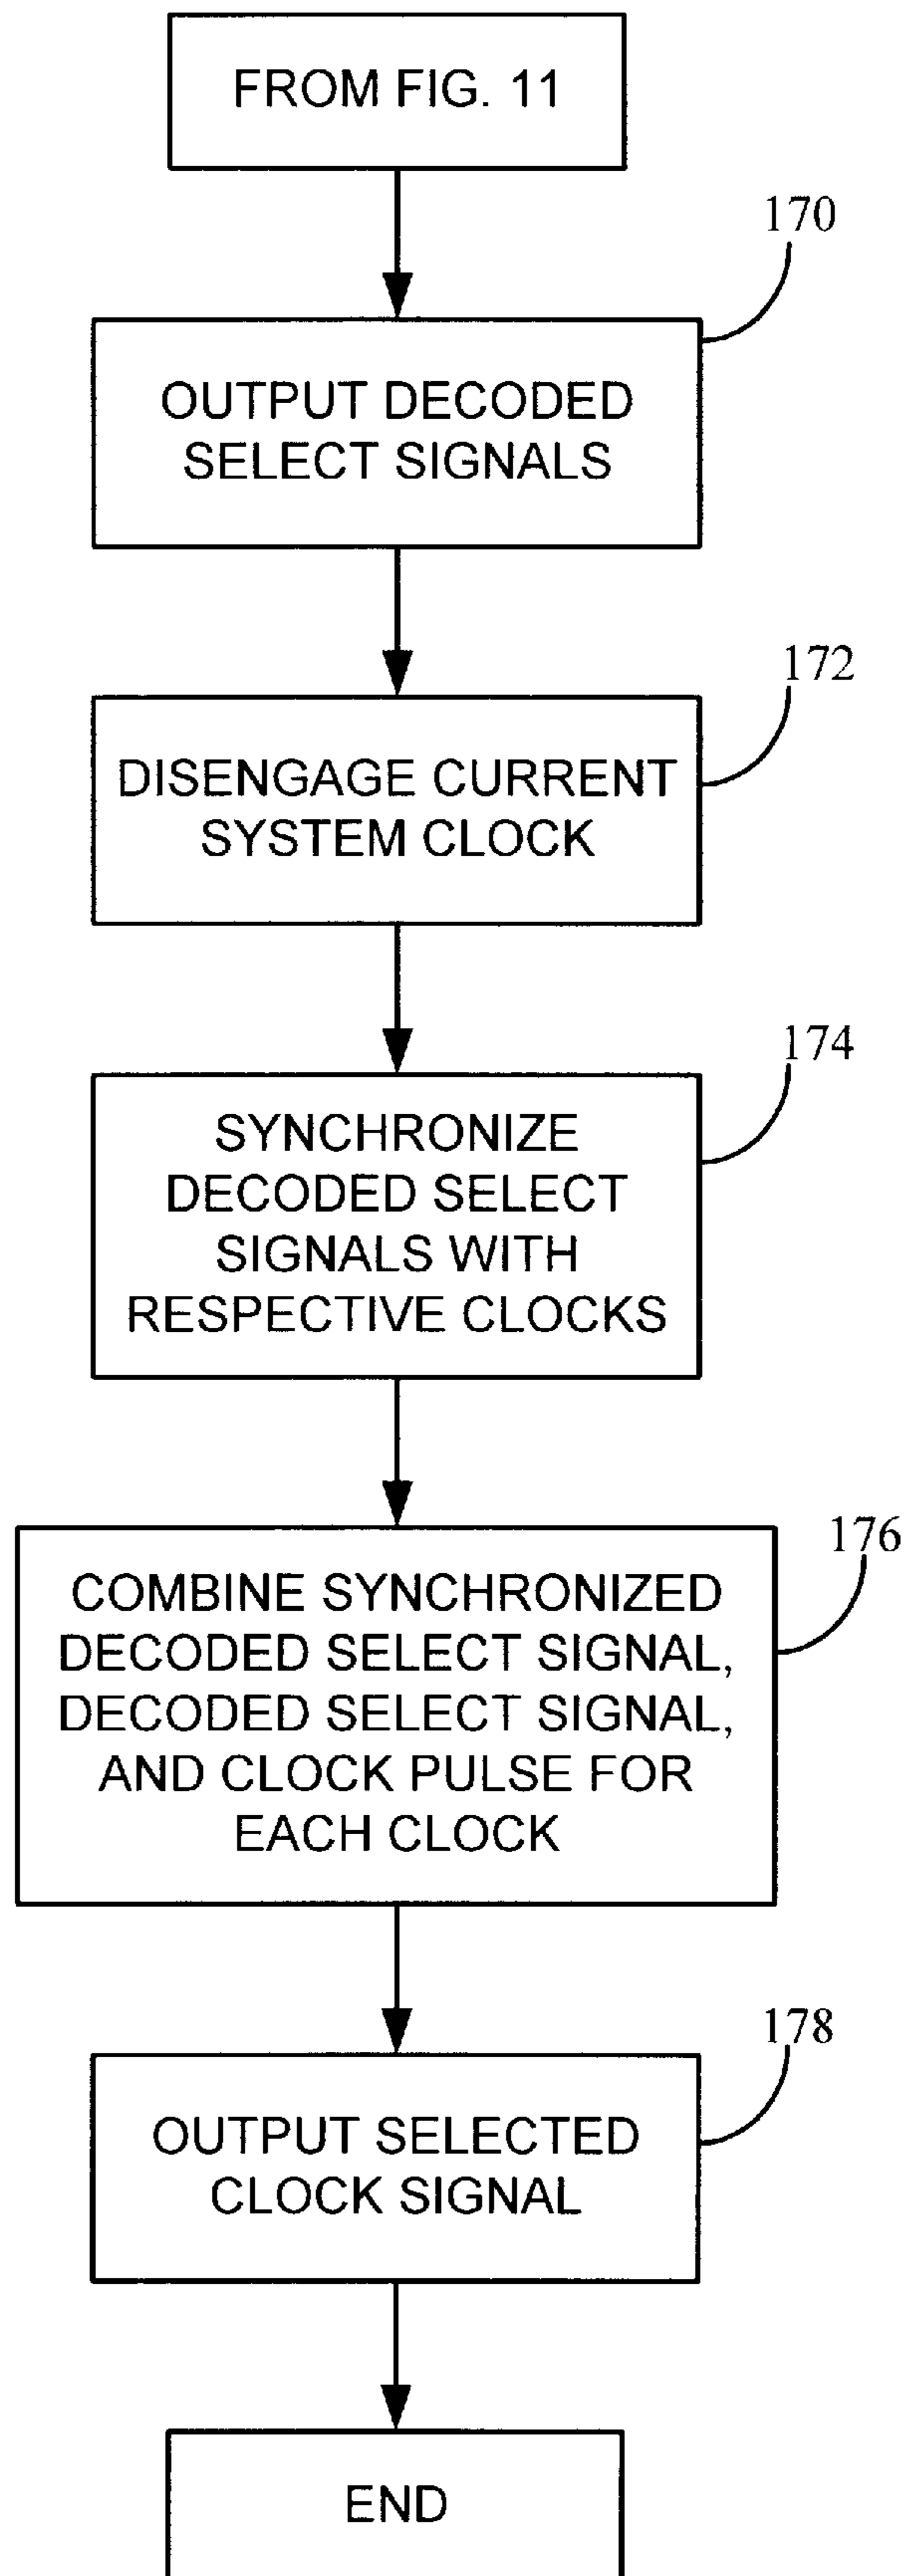 FROM FIG. 11
170
OUTPUT DECODED
SELECT SIGNALS
172
DISENGAGE CURRENT
SYSTEM CLOCK
174
SYNCHRONIZE
DECODED SELECT
SIGNALS WITH
RESPECTIVE CLOCKS
176
COMBINE SYNCHRONIZED
DECODED SELECT SIGNAL,
DECODED SELECT SIGNAL,
AND CLOCK PULSE FOR
EACH CLOCK
178
OUTPUT SELECTED
CLOCK SIGNAL
END